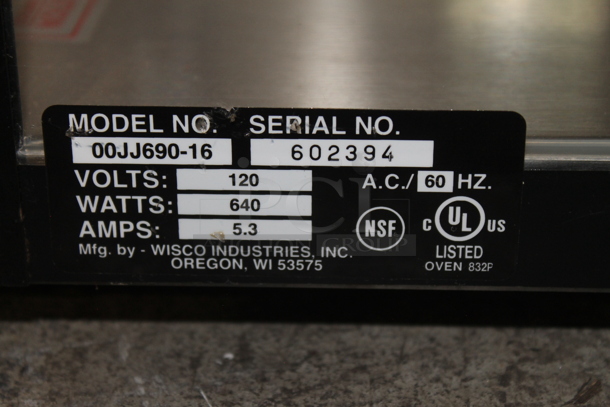 MODEL NO. SERIAL NO.
00JJ690-16 602394
VOLTS: 120 A.C./ 60 HZ.
WATTS: 640
AMPS: 5.3
NSF
C UL US
LISTED
OVEN 832P
Mfg. by - WISCO INDUSTRIES, INC.
OREGON, WI 53575